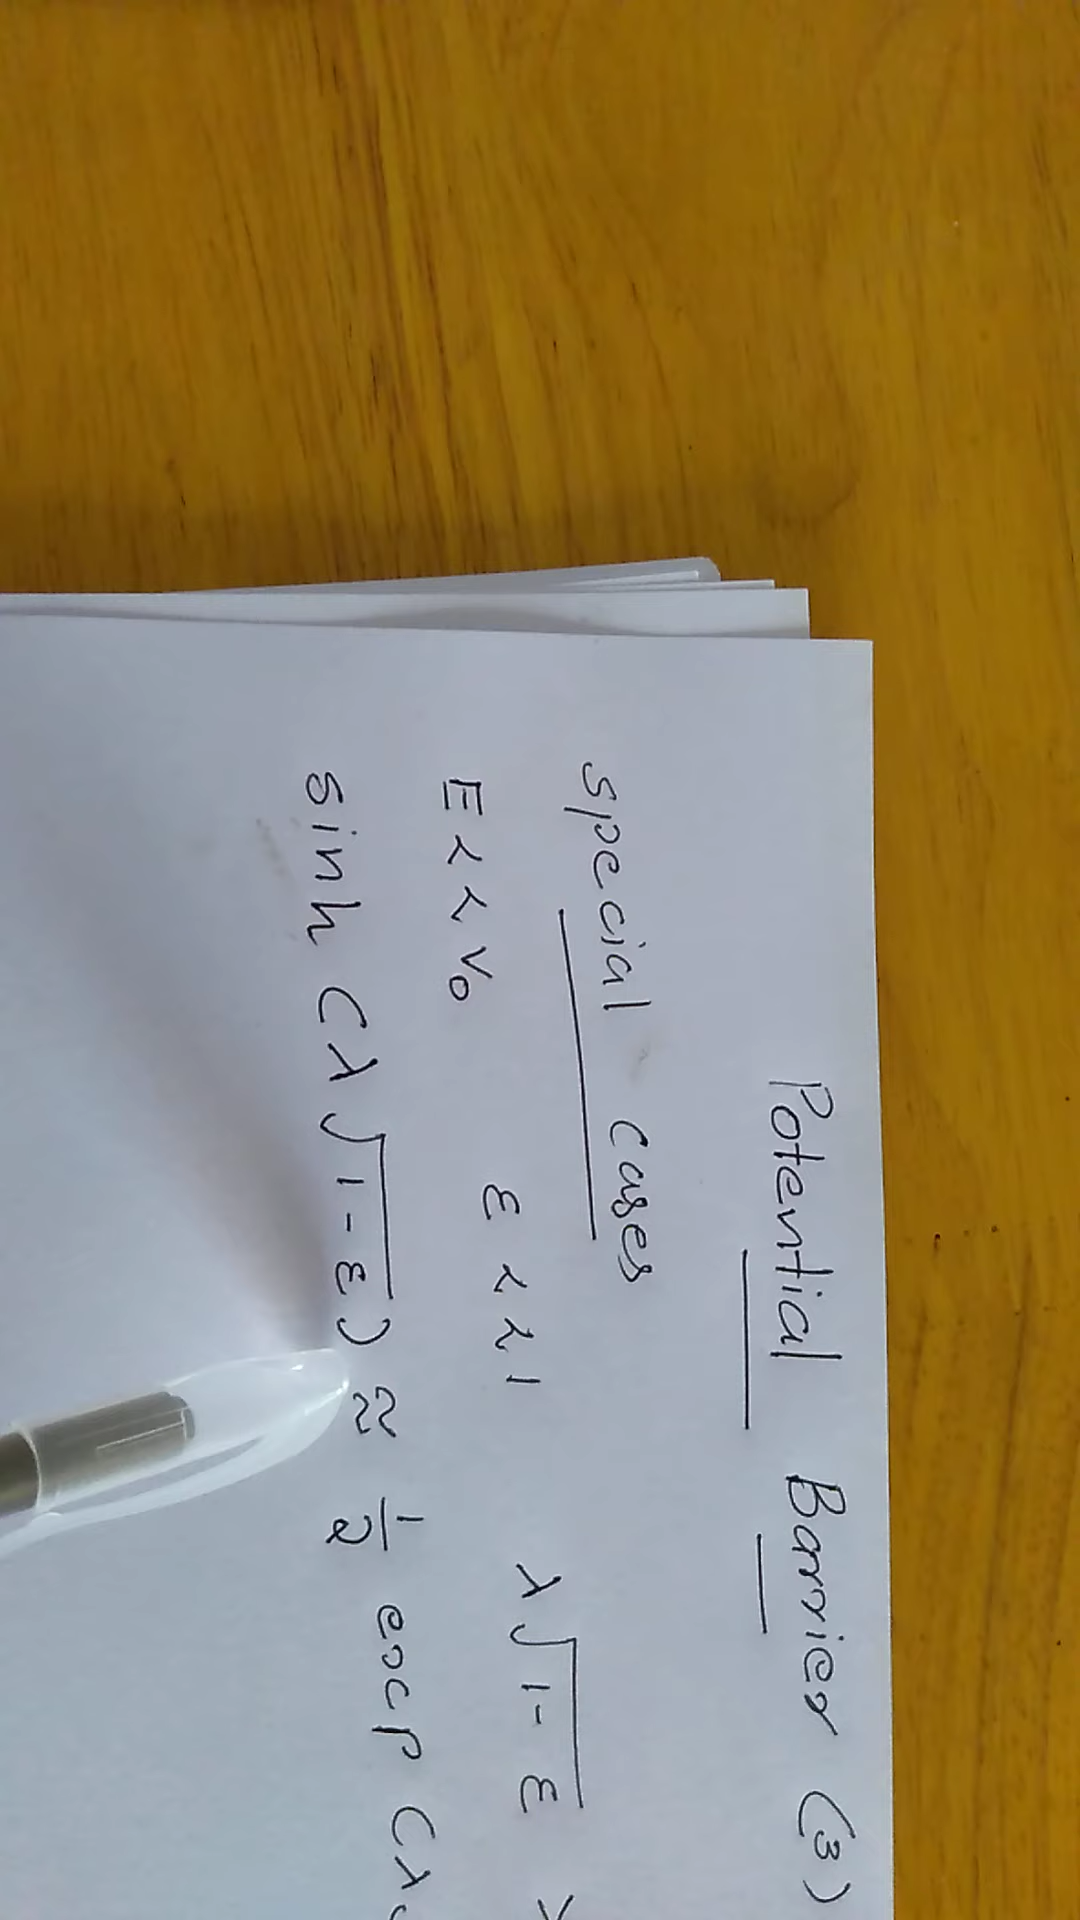 Potential Barrier (3)
Special cases
E << V₀ ε << 1 λ√1-ε >
sinh (λ√1-ε) ≈ 1/2 exp (λ